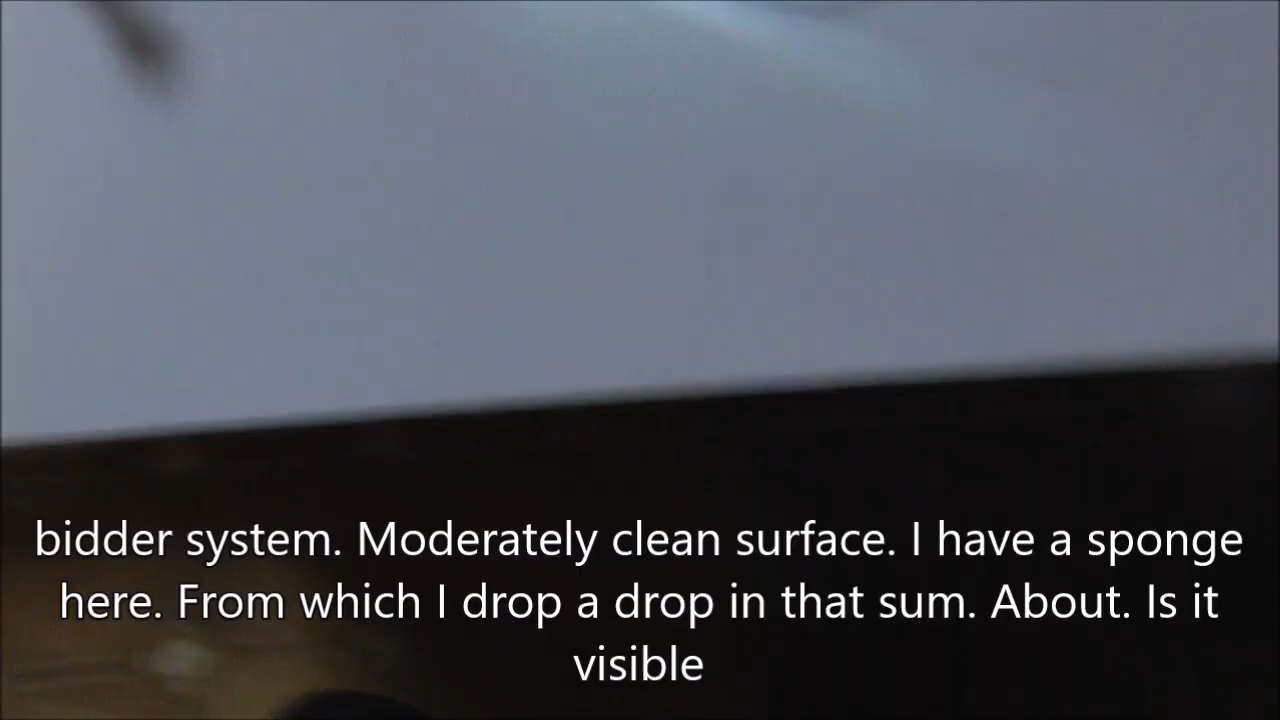 bidder system. Moderately clean surface. I have a sponge
here. From which I drop a drop in that sum. About. Is it
visible